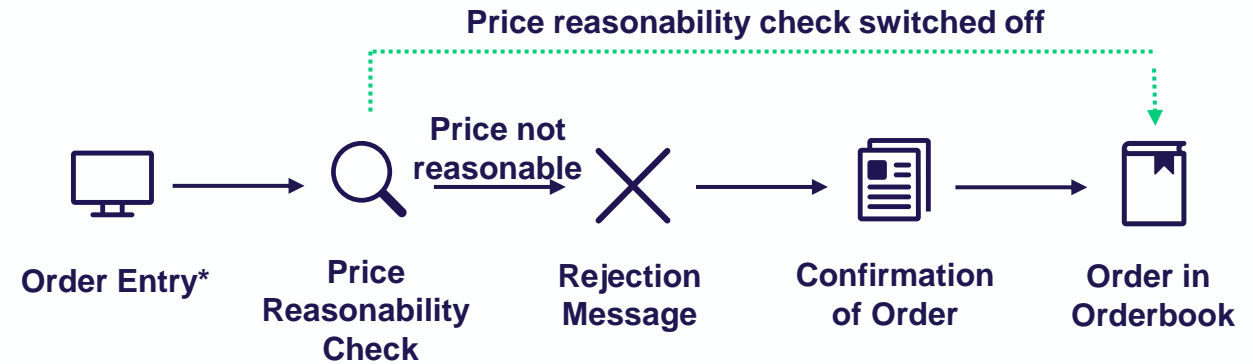 Price reasonability check switched off
Price not
reasonable
Order Entry*
Price
Reasonability
Check
Rejection
Message
Confirmation
of Order
Order in
Orderbook